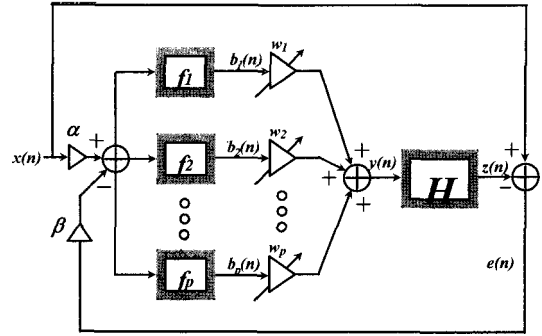 w1
b1(n)
f1
α
+
x(n)
−
w2
b2(n)
f2
+
+
+
y(n)
H
z(n)
+
−
β
wp
bp(n)
fp
e(n)